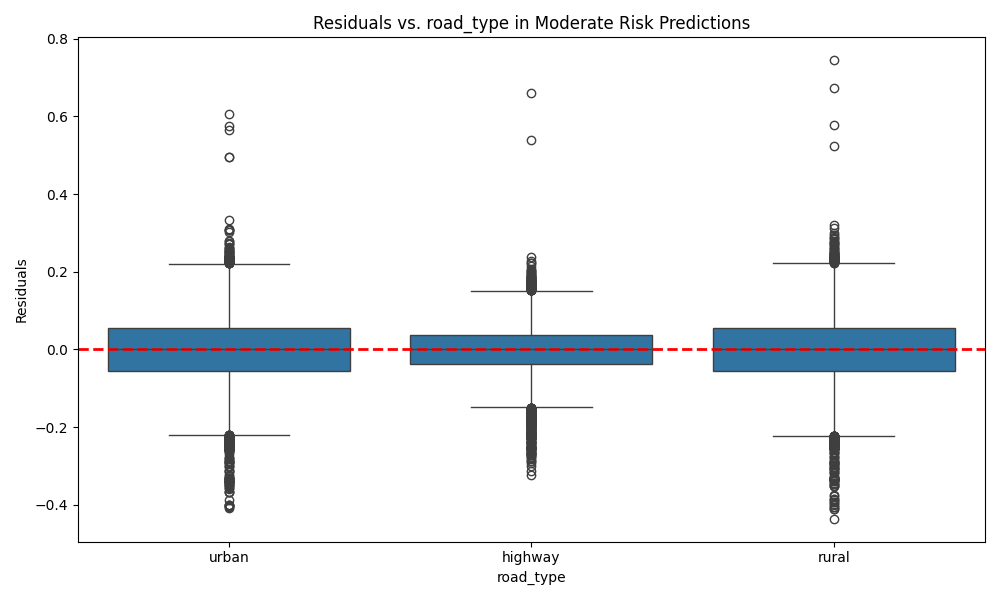 Residuals vs. road_type in Moderate Risk Predictions
0.8
0.6
0.4
0.2
0.0
−0.2
−0.4
Residuals
urban highway rural
road_type